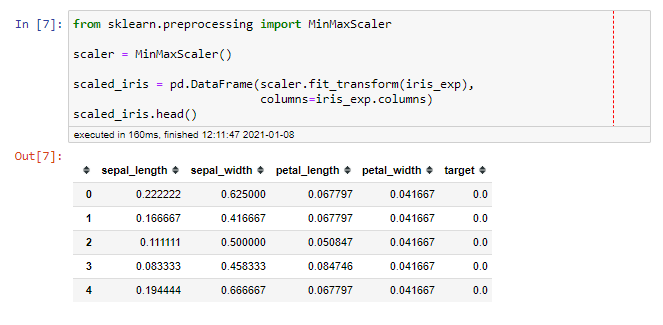 In [7]: from sklearn.preprocessing import MinMaxScaler
scaler = MinMaxScaler()
scaled_iris = pd.DataFrame(scaler.fit_transform(iris_exp),
columns=iris_exp.columns)
scaled_iris.head()
executed in 160ms, finished 12:11:47 2021-01-08
Out[7]:
sepal_length sepal_width petal_length petal_width target
0 0.222222 0.625000 0.067797 0.041667 0.0
1 0.166667 0.416667 0.067797 0.041667 0.0
2 0.111111 0.500000 0.050847 0.041667 0.0
3 0.083333 0.458333 0.084746 0.041667 0.0
4 0.194444 0.666667 0.067797 0.041667 0.0